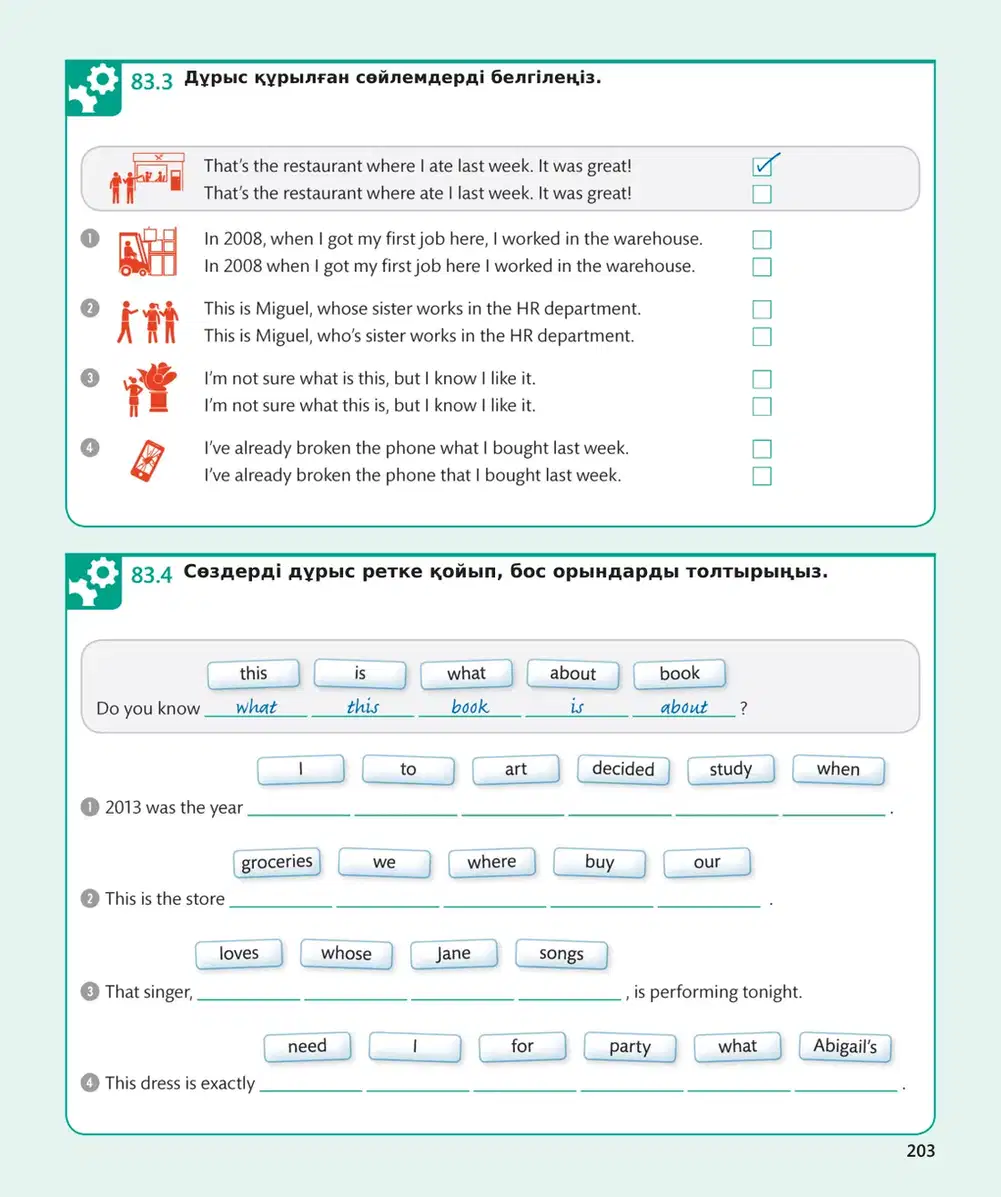 83.3 Дұрыс құрылған сөйлемдерді белгілеңіз.
That’s the restaurant where I ate last week. It was great!
That’s the restaurant where ate I last week. It was great!
1 In 2008, when I got my first job here, I worked in the warehouse.
In 2008 when I got my first job here I worked in the warehouse.
2 This is Miguel, whose sister works in the HR department.
This is Miguel, who’s sister works in the HR department.
3 I’m not sure what is this, but I know I like it.
I’m not sure what this is, but I know I like it.
4 I’ve already broken the phone what I bought last week.
I’ve already broken the phone that I bought last week.
83.4 Сөздерді дұрыс ретке қойып, бос орындарды толтырыңыз.
this is what about book
Do you know what this book is about ?
I to art decided study when
1 2013 was the year .
groceries we where buy our
2 This is the store .
loves whose Jane songs
3 That singer, , is performing tonight.
need I for party what Abigail’s
4 This dress is exactly .
203